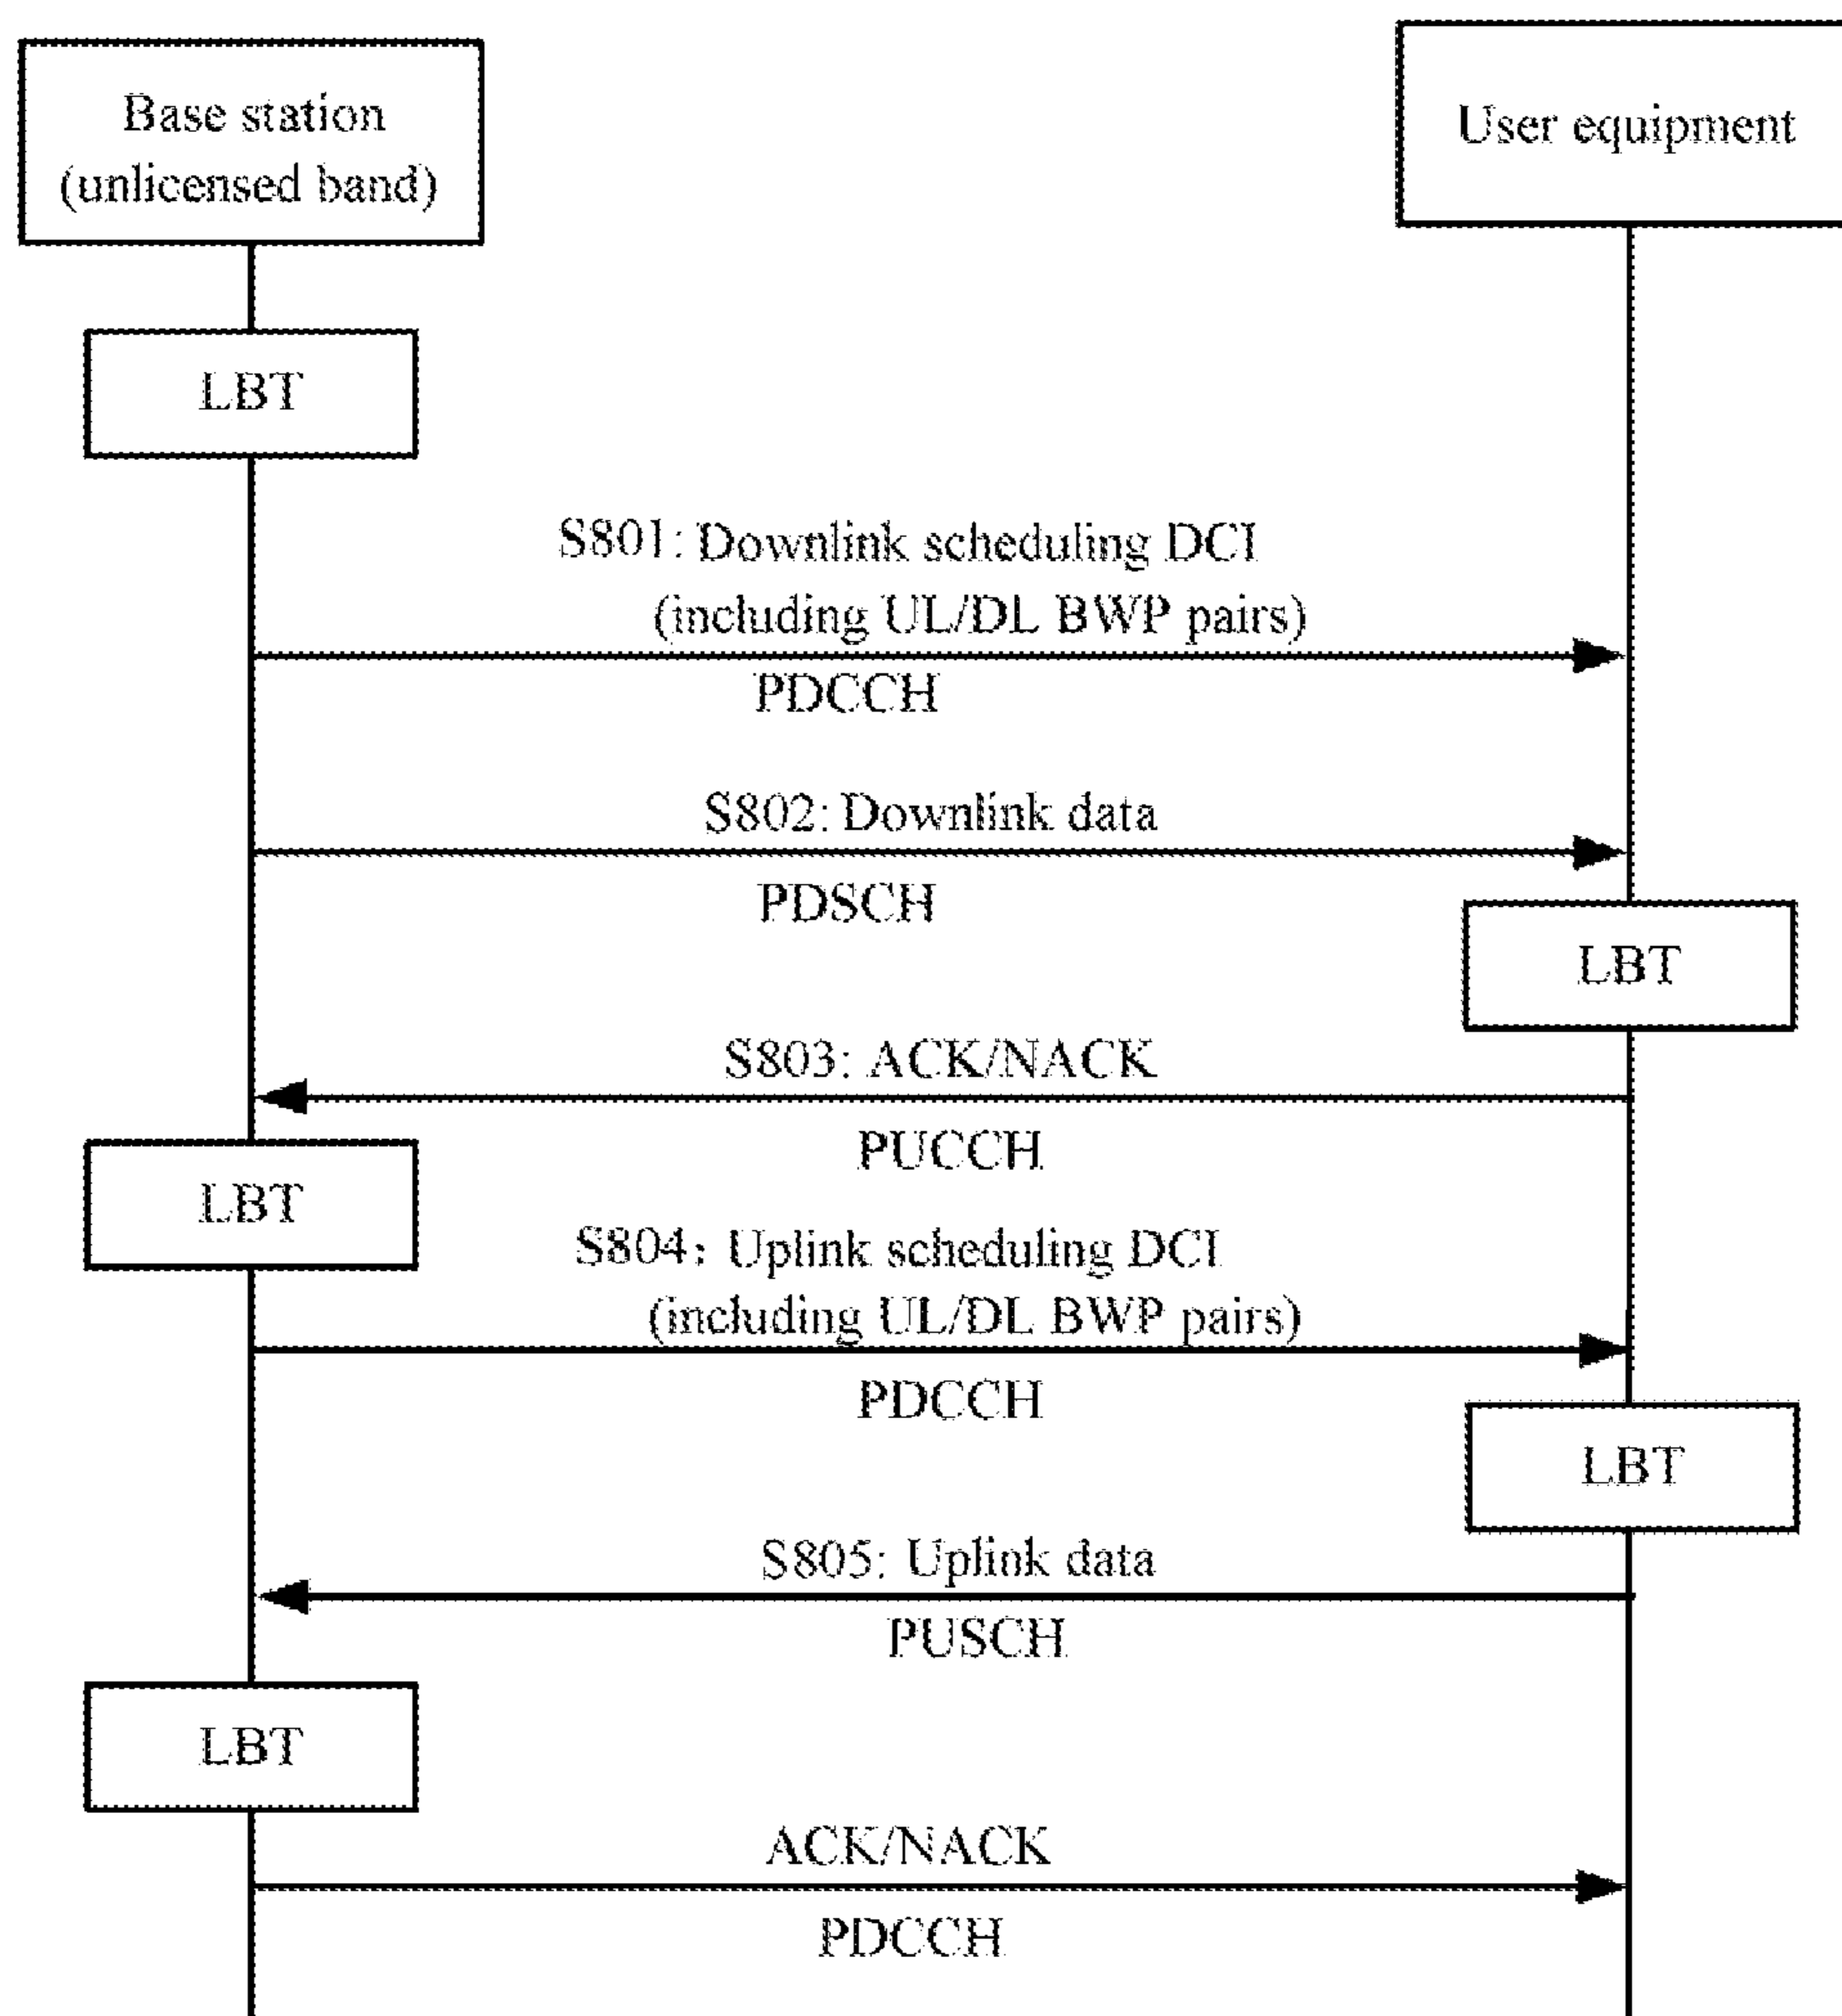 Base station
(unlicensed band)
User equipment
LBT
S801: Downlink scheduling DCI
(including UL/DL BWP pairs)
PDCCH
S802: Downlink data
PDSCH
LBT
S803: ACK/NACK
PUCCH
LBT
S804: Uplink scheduling DCI
(including UL/DL BWP pairs)
PDCCH
LBT
S805: Uplink data
PUSCH
LBT
ACK/NACK
PDCCH